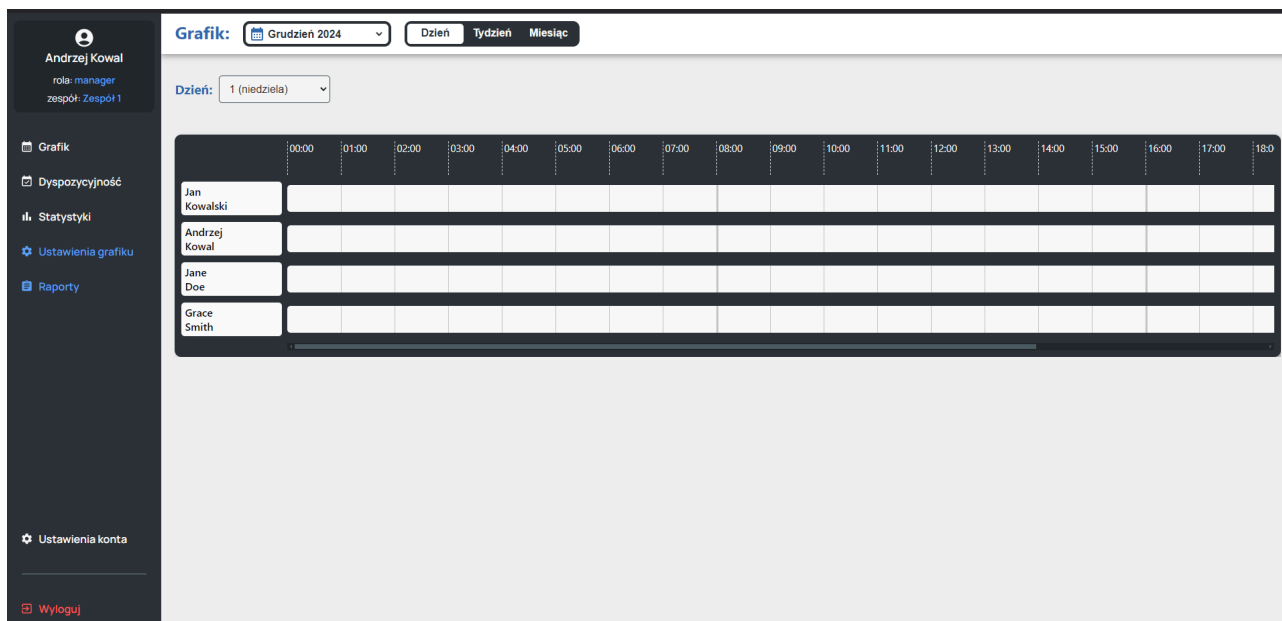 Andrzej Kowal
rola: manager
zespół: Zespół 1
Grafik
Dyspozycyjność
Statystyki
Ustawienia grafiku
Raporty
Ustawienia konta
Wyloguj
Grafik: Grudzień 2024 Dzień Tydzień Miesiąc
Dzień: 1 (niedziela)
00:00 01:00 02:00 03:00 04:00 05:00 06:00 07:00 08:00 09:00 10:00 11:00 12:00 13:00 14:00 15:00 16:00 17:00 18:0
Jan
Kowalski
Andrzej
Kowal
Jane
Doe
Grace
Smith